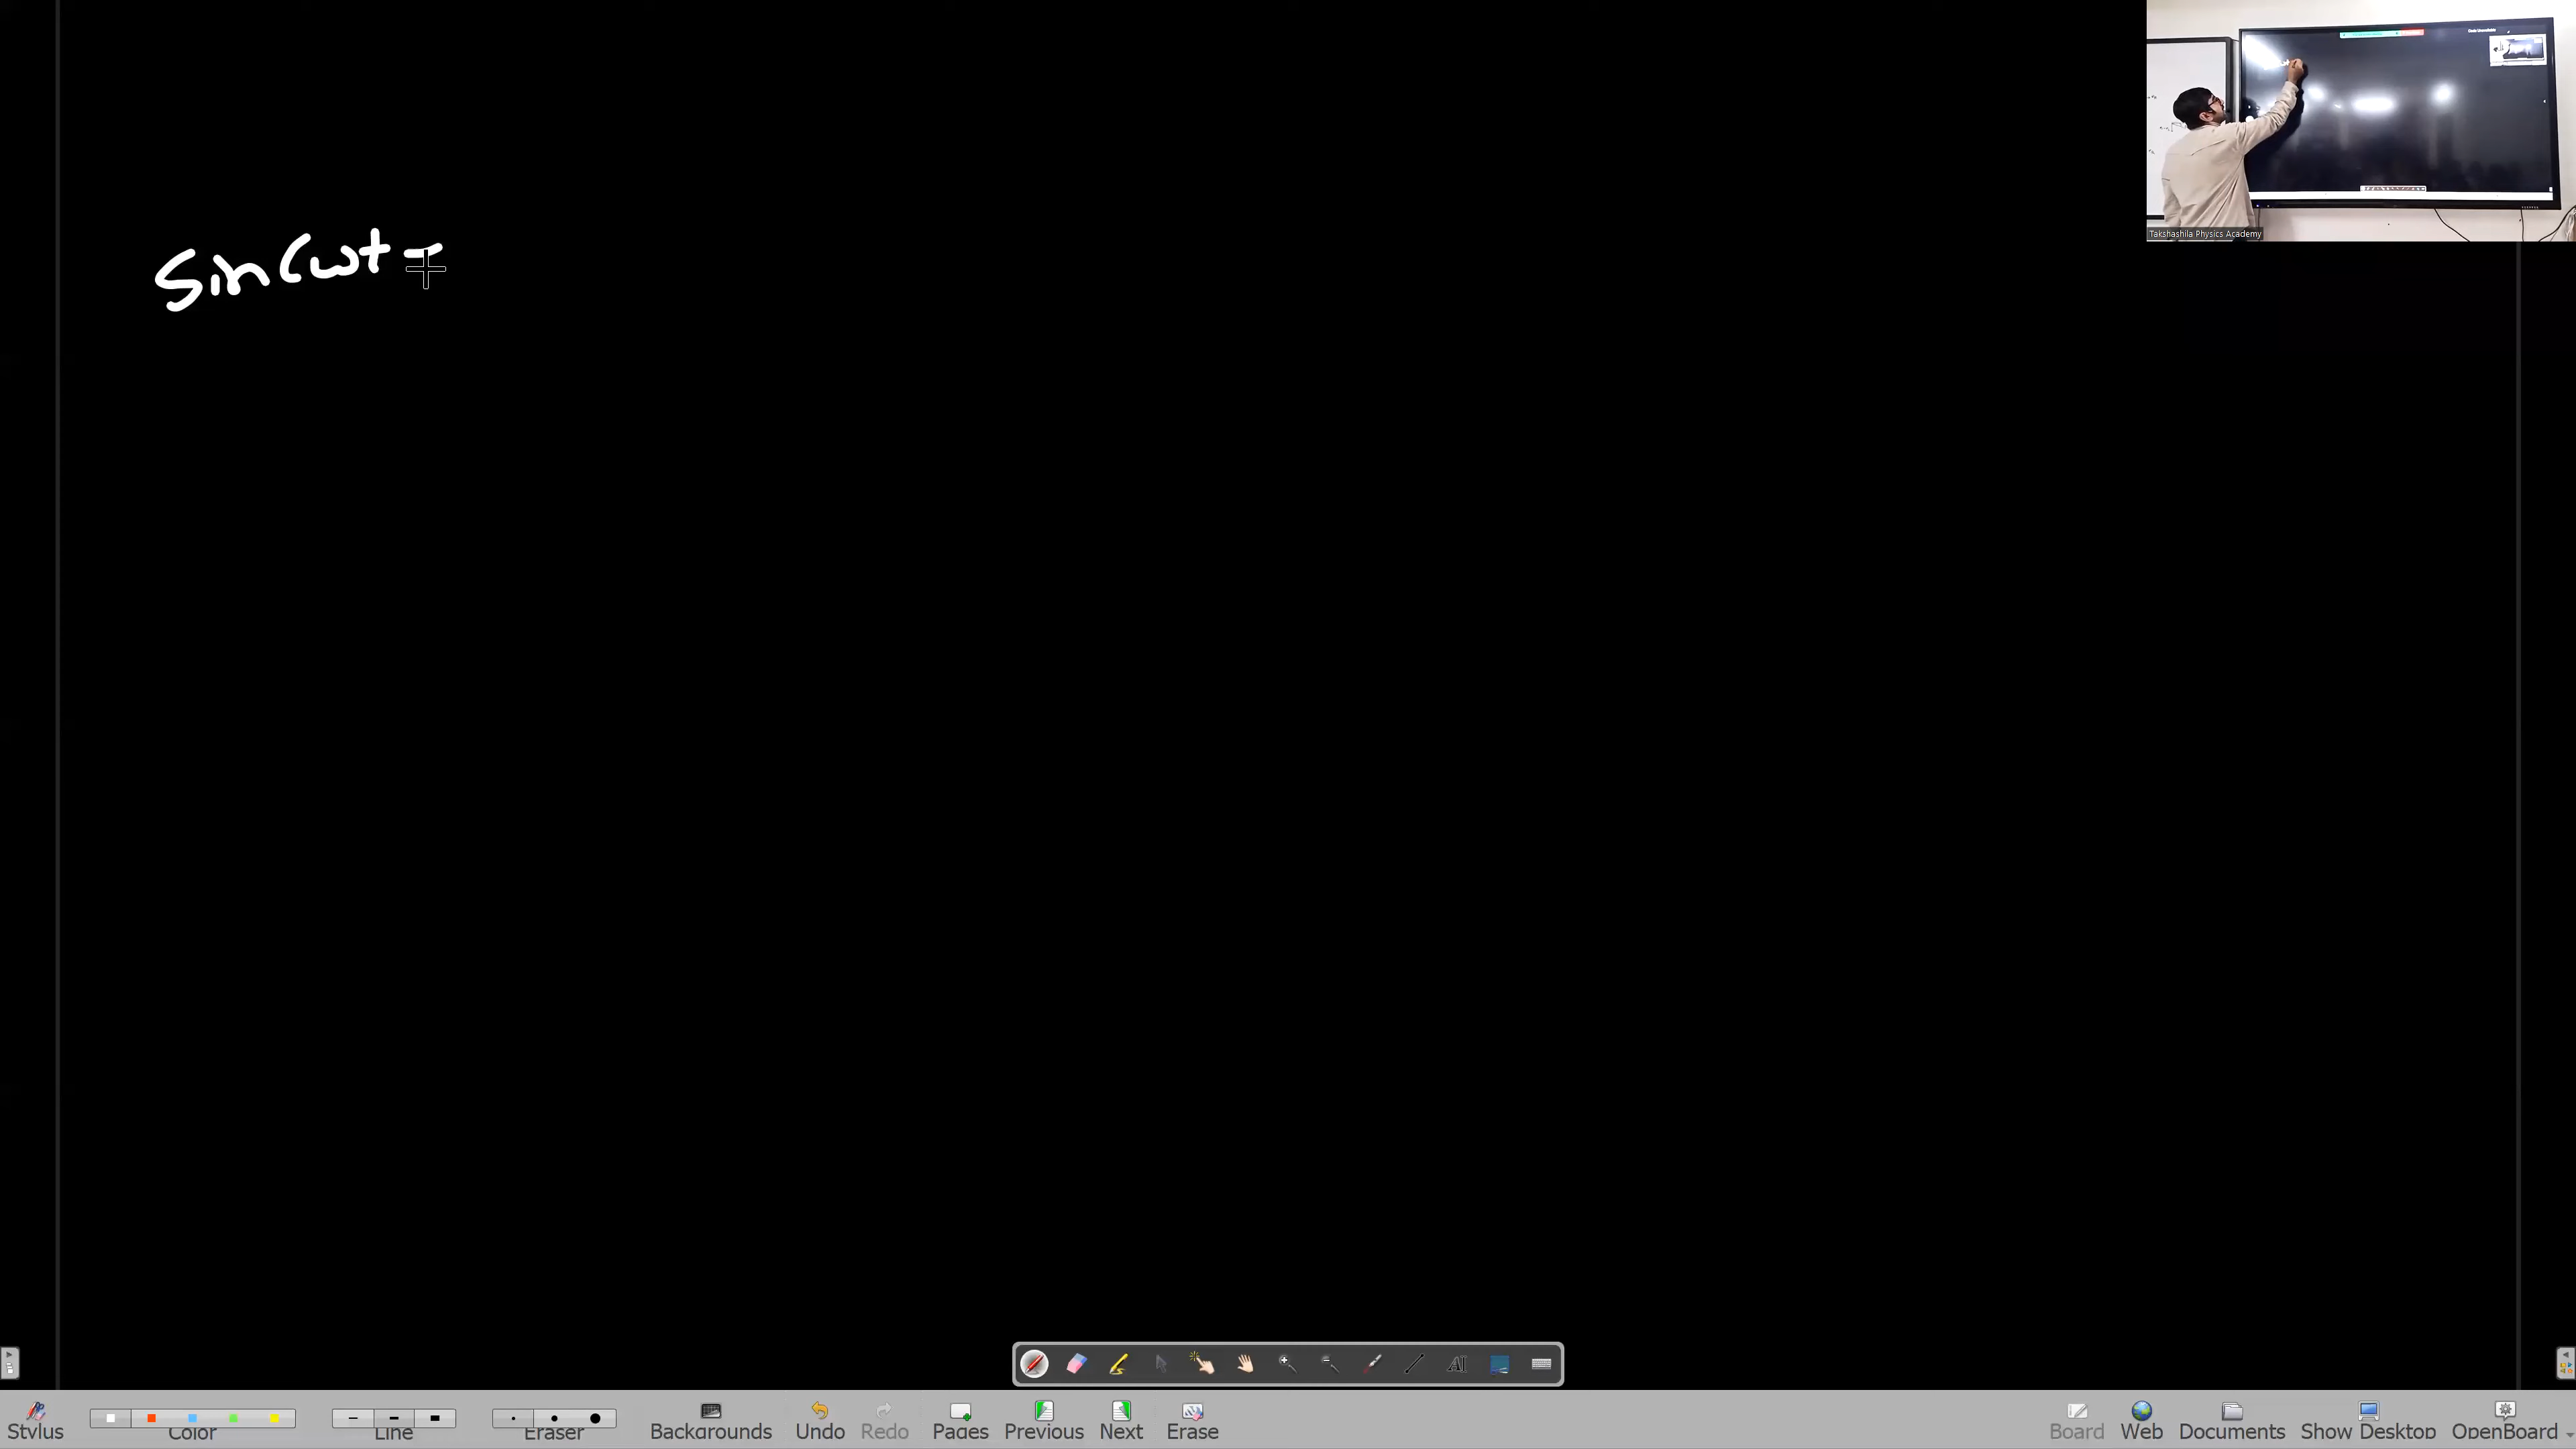 sin(wt -
Takshashila Physics Academy
Stylus Color Line Eraser Backgrounds Undo Redo Pages Previous Next Erase Board Web Documents Show Desktop OpenBoard